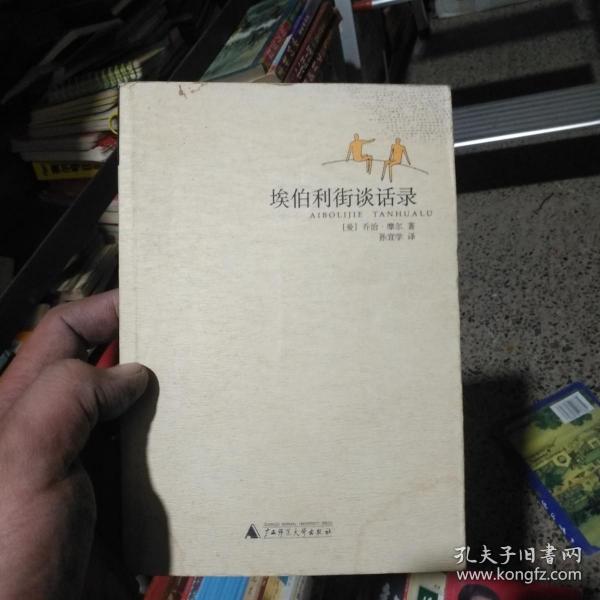 埃伯利街谈话录
AIBOLIJIE TANHUALU
[爱] 乔治·摩尔 著
孙宜学 译
广西师范大学出版社
孔夫子旧书网
www.kongfz.com